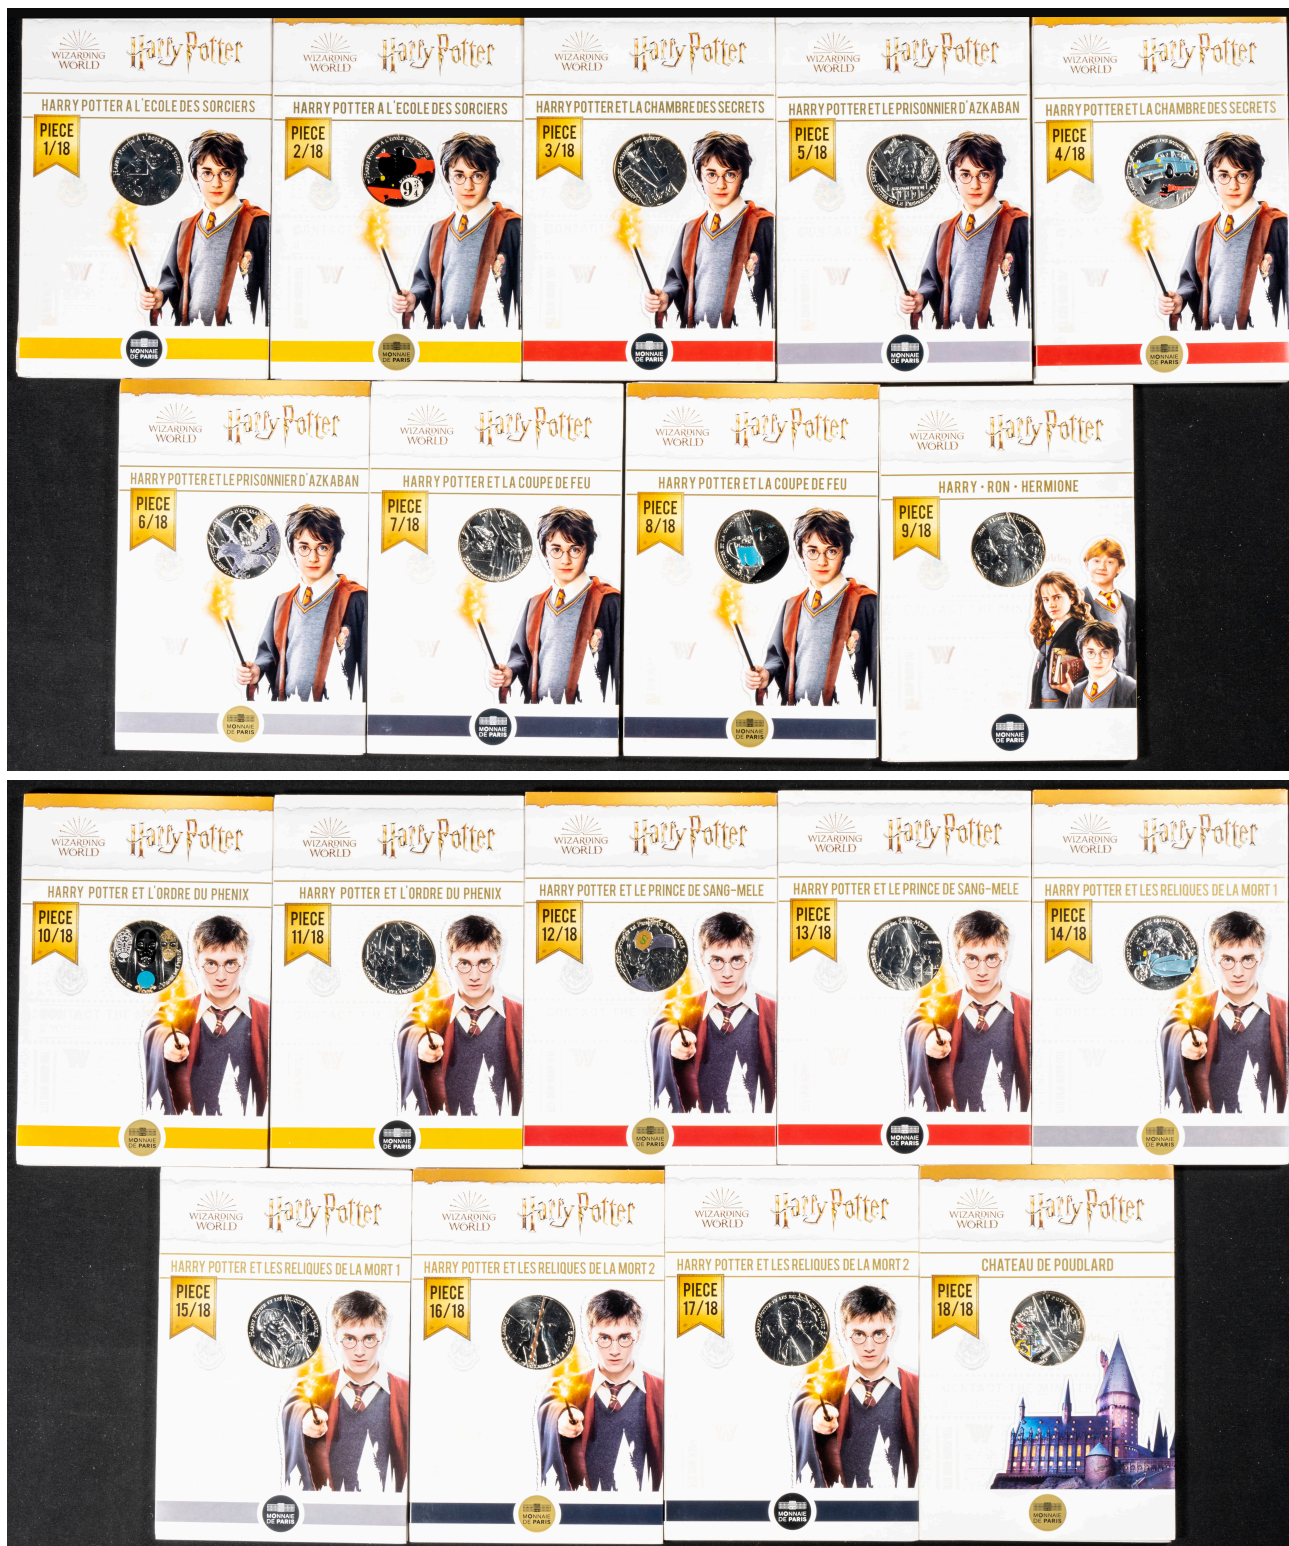 WIZARDING
WORLD
Harry Potter
HARRY POTTER A L'ECOLE DES SORCIERS
PIECE
1/18
MONNAIE
DE PARIS
WIZARDING
WORLD
Harry Potter
HARRY POTTER A L'ECOLE DES SORCIERS
PIECE
2/18
9¾
MONNAIE
DE PARIS
WIZARDING
WORLD
Harry Potter
HARRY POTTER ET LA CHAMBRE DES SECRETS
PIECE
3/18
MONNAIE
DE PARIS
WIZARDING
WORLD
Harry Potter
HARRY POTTER ET LE PRISONNIER D'AZKABAN
PIECE
5/18
MONNAIE
DE PARIS
WIZARDING
WORLD
Harry Potter
HARRY POTTER ET LA CHAMBRE DES SECRETS
PIECE
4/18
MONNAIE
DE PARIS
WIZARDING
WORLD
Harry Potter
HARRY POTTER ET LE PRISONNIER D'AZKABAN
PIECE
6/18
MONNAIE
DE PARIS
WIZARDING
WORLD
Harry Potter
HARRY POTTER ET LA COUPE DE FEU
PIECE
7/18
MONNAIE
DE PARIS
WIZARDING
WORLD
Harry Potter
HARRY POTTER ET LA COUPE DE FEU
PIECE
8/18
MONNAIE
DE PARIS
WIZARDING
WORLD
Harry Potter
HARRY • RON • HERMIONE
PIECE
9/18
MONNAIE
DE PARIS
WIZARDING
WORLD
Harry Potter
HARRY POTTER ET L'ORDRE DU PHENIX
PIECE
10/18
MONNAIE
DE PARIS
WIZARDING
WORLD
Harry Potter
HARRY POTTER ET L'ORDRE DU PHENIX
PIECE
11/18
MONNAIE
DE PARIS
WIZARDING
WORLD
Harry Potter
HARRY POTTER ET LE PRINCE DE SANG-MELE
PIECE
12/18
MONNAIE
DE PARIS
WIZARDING
WORLD
Harry Potter
HARRY POTTER ET LE PRINCE DE SANG-MELE
PIECE
13/18
MONNAIE
DE PARIS
WIZARDING
WORLD
Harry Potter
HARRY POTTER ET LES RELIQUES DE LA MORT 1
PIECE
14/18
MONNAIE
DE PARIS
WIZARDING
WORLD
Harry Potter
HARRY POTTER ET LES RELIQUES DE LA MORT 1
PIECE
15/18
MONNAIE
DE PARIS
WIZARDING
WORLD
Harry Potter
HARRY POTTER ET LES RELIQUES DE LA MORT 2
PIECE
16/18
MONNAIE
DE PARIS
WIZARDING
WORLD
Harry Potter
HARRY POTTER ET LES RELIQUES DE LA MORT 2
PIECE
17/18
MONNAIE
DE PARIS
WIZARDING
WORLD
Harry Potter
CHATEAU DE POUDLARD
PIECE
18/18
MONNAIE
DE PARIS